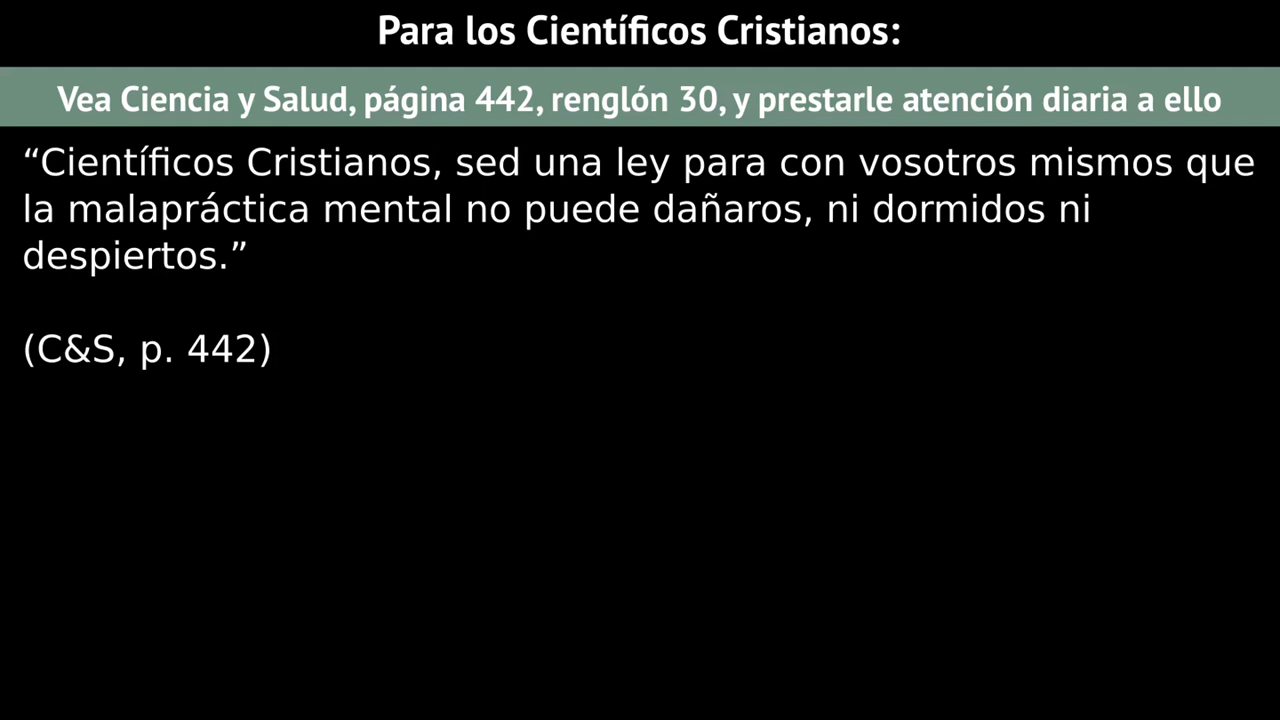 Para los Científicos Cristianos:
Vea Ciencia y Salud, página 442, renglón 30, y prestarle atención diaria a ello
“Científicos Cristianos, sed una ley para con vosotros mismos que
la malapráctica mental no puede dañaros, ni dormidos ni
despiertos.”
(C&S, p. 442)